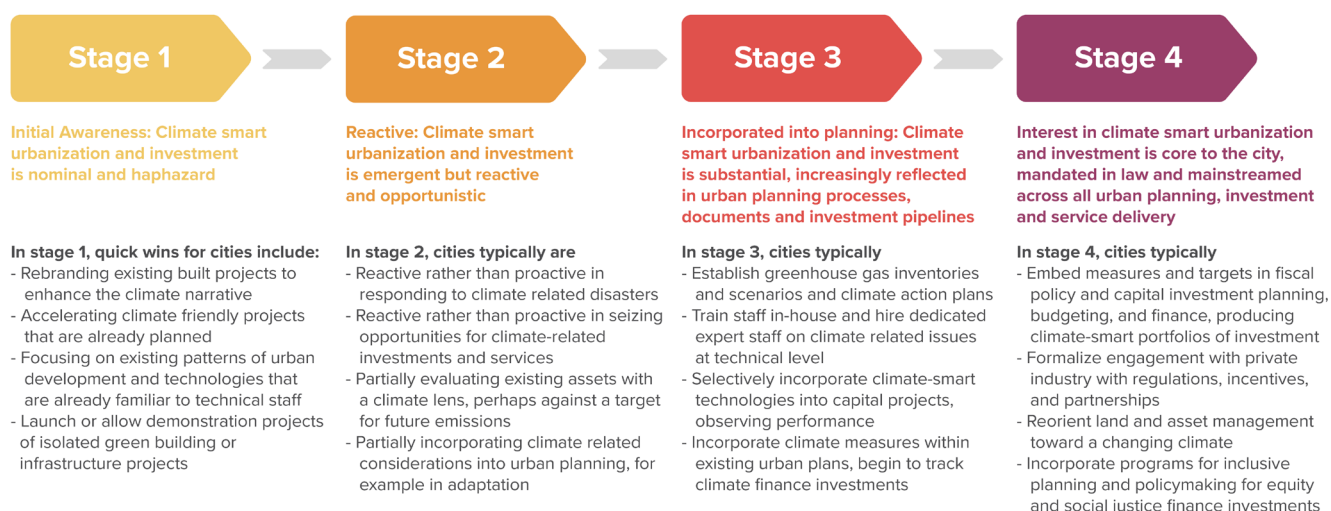 Stage 1
Stage 2
Stage 3
Stage 4
Initial Awareness: Climate smart
urbanization and investment
is nominal and haphazard
Reactive: Climate smart
urbanization and investment
is emergent but reactive
and opportunistic
Incorporated into planning: Climate
smart urbanization and investment
is substantial, increasingly reflected
in urban planning processes,
documents and investment pipelines
Interest in climate smart urbanization
and investment is core to the city,
mandated in law and mainstreamed
across all urban planning, investment
and service delivery
In stage 1, quick wins for cities include:
- Rebranding existing built projects to
enhance the climate narrative
- Accelerating climate friendly projects
that are already planned
- Focusing on existing patterns of urban
development and technologies that
are already familiar to technical staff
- Launch or allow demonstration projects
of isolated green building or
infrastructure projects
In stage 2, cities typically are
- Reactive rather than proactive in
responding to climate related disasters
- Reactive rather than proactive in seizing
opportunities for climate-related
investments and services
- Partially evaluating existing assets with
a climate lens, perhaps against a target
for future emissions
- Partially incorporating climate related
considerations into urban planning, for
example in adaptation
In stage 3, cities typically
- Establish greenhouse gas inventories
and scenarios and climate action plans
- Train staff in-house and hire dedicated
expert staff on climate related issues
at technical level
- Selectively incorporate climate-smart
technologies into capital projects,
observing performance
- Incorporate climate measures within
existing urban plans, begin to track
climate finance investments
In stage 4, cities typically
- Embed measures and targets in fiscal
policy and capital investment planning,
budgeting, and finance, producing
climate-smart portfolios of investment
- Formalize engagement with private
industry with regulations, incentives,
and partnerships
- Reorient land and asset management
toward a changing climate
- Incorporate programs for inclusive
planning and policymaking for equity
and social justice finance investments